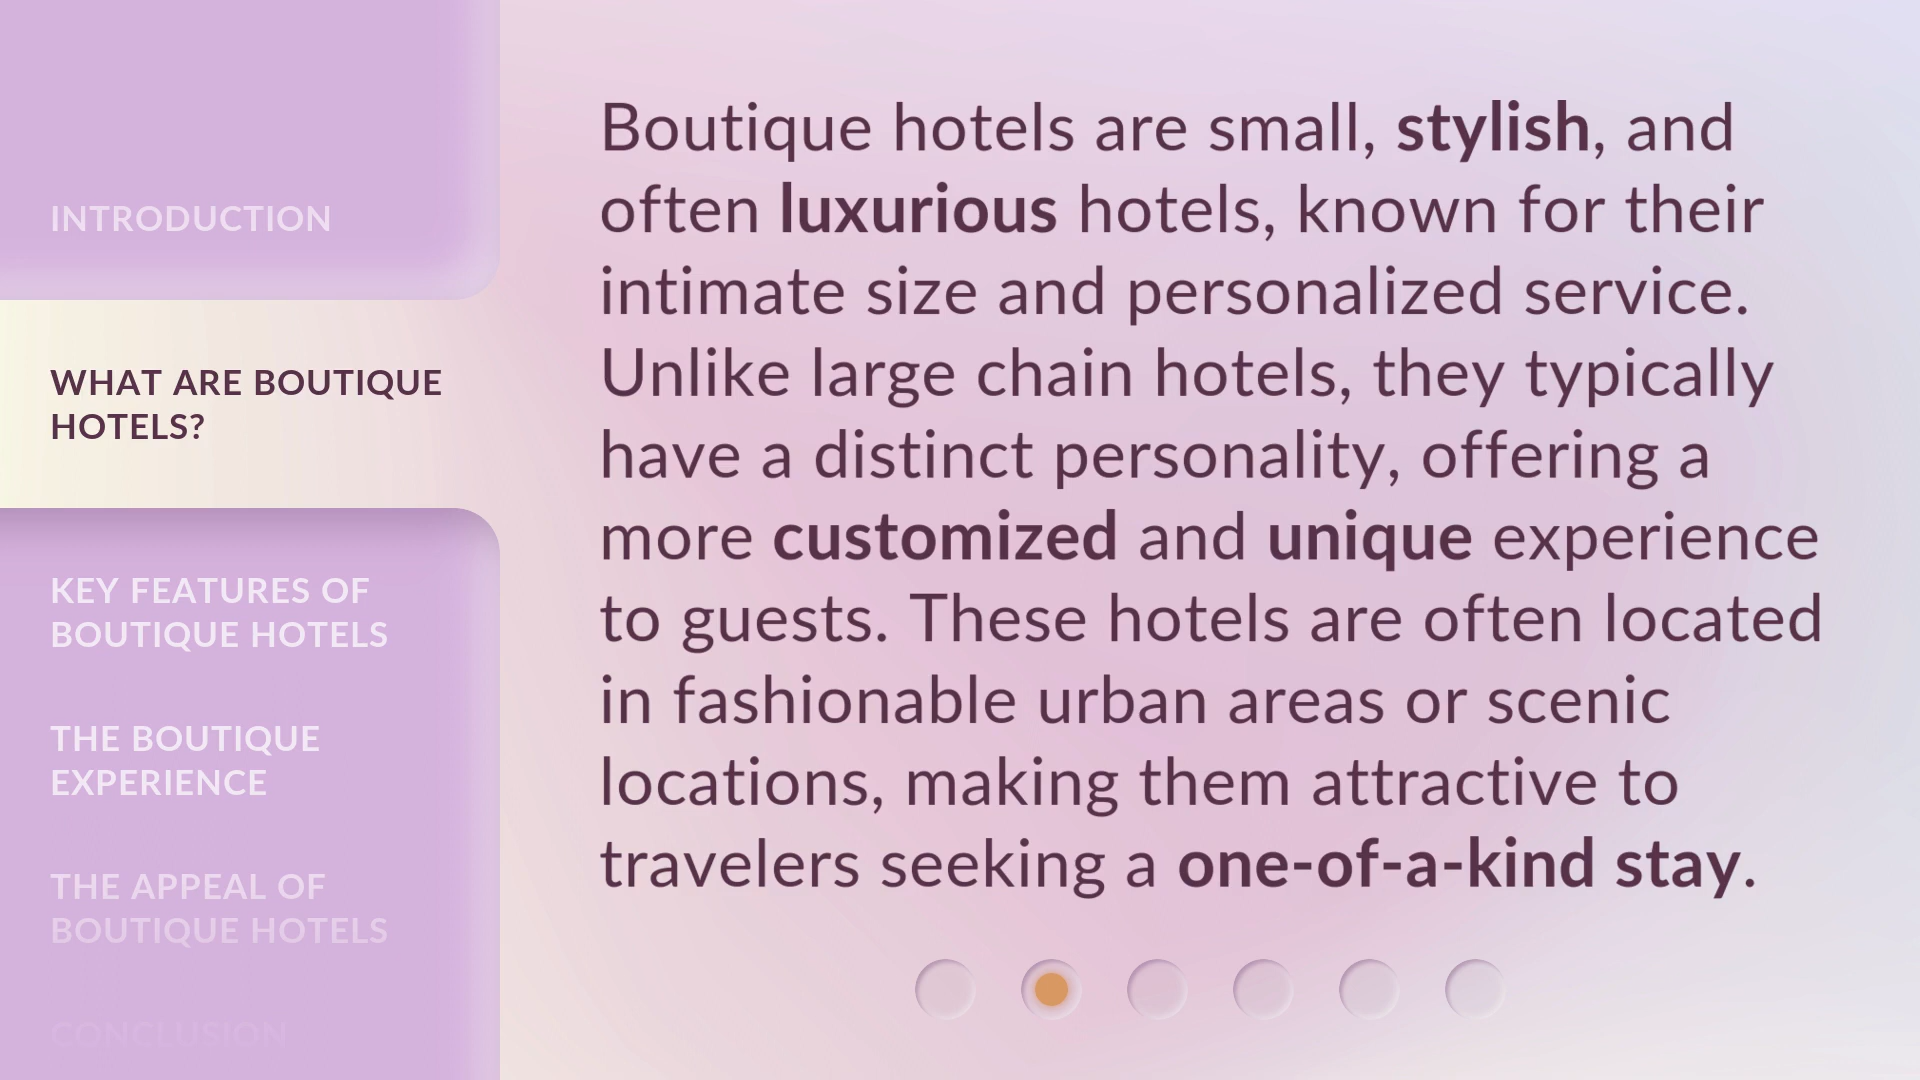 INTRODUCTION
WHAT ARE BOUTIQUE
HOTELS?
KEY FEATURES OF
BOUTIQUE HOTELS
THE BOUTIQUE
EXPERIENCE
THE APPEAL OF
BOUTIQUE HOTELS
CONCLUSION
Boutique hotels are small, stylish, and
often luxurious hotels, known for their
intimate size and personalized service.
Unlike large chain hotels, they typically
have a distinct personality, offering a
more customized and unique experience
to guests. These hotels are often located
in fashionable urban areas or scenic
locations, making them attractive to
travelers seeking a one-of-a-kind stay.